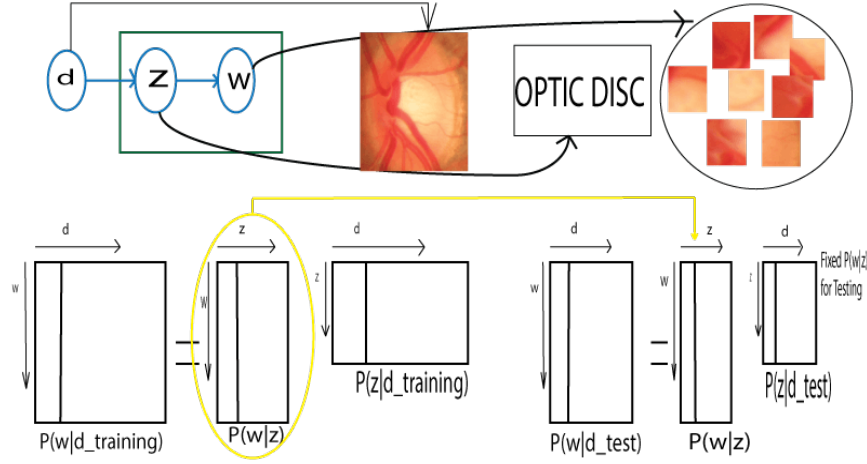 d
z
w
OPTIC DISC
d
z
d
d
z
d
w
W
z
w
w
z
Fixed P(w|z)
for Testing
=
=
P(w|d_training)
P(w|z)
P(z|d_training)
P(w|d_test)
P(w|z)
P(z|d_test)